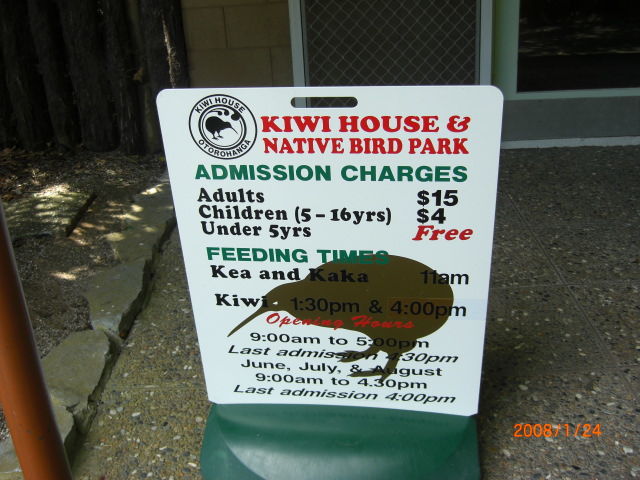 KIWI HOUSE
OTOROHANGA
KIWI HOUSE &
NATIVE BIRD PARK
ADMISSION CHARGES
Adults $15
Children (5 - 16yrs) $4
Under 5yrs Free
FEEDING TIMES
Kea and Kaka 11am
Kiwi 1:30pm & 4:00pm
Opening Hours
9:00am to 5:00pm
Last admission 4:30pm
June, July, & August
9:00am to 4.30pm
Last admission 4:00pm
2008/1/24